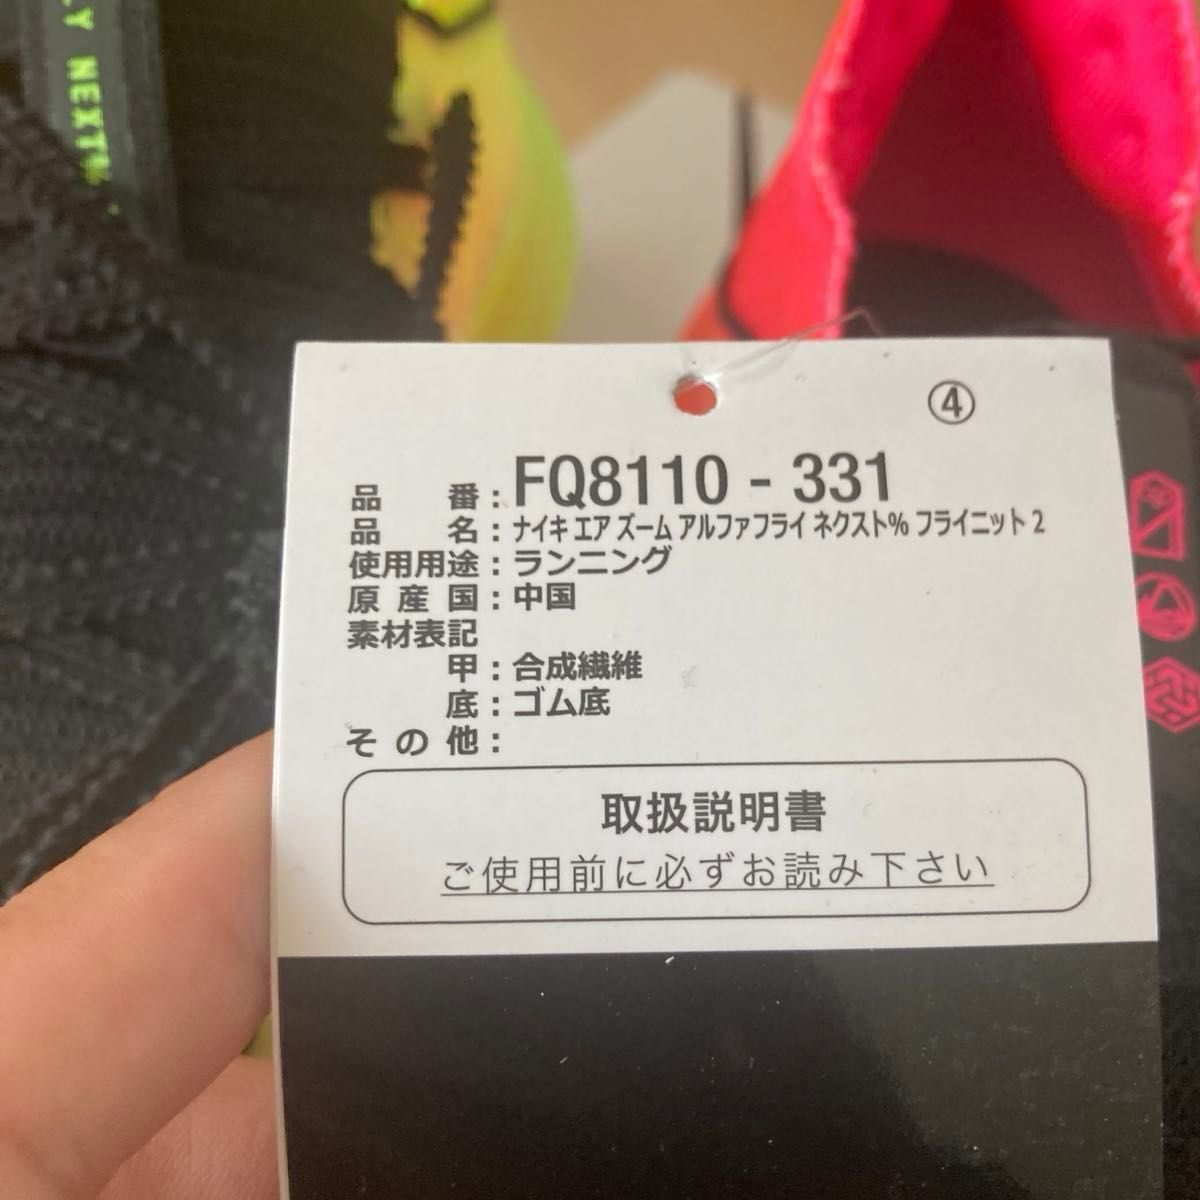 LY NEXT%
④
品番：FQ8110 - 331
品名：ナイキ エア ズーム アルファフライ ネクスト% フライニット 2
使用用途：ランニング
原産国：中国
素材表記
甲：合成繊維
底：ゴム底
その他：
取扱説明書
ご使用前に必ずお読み下さい